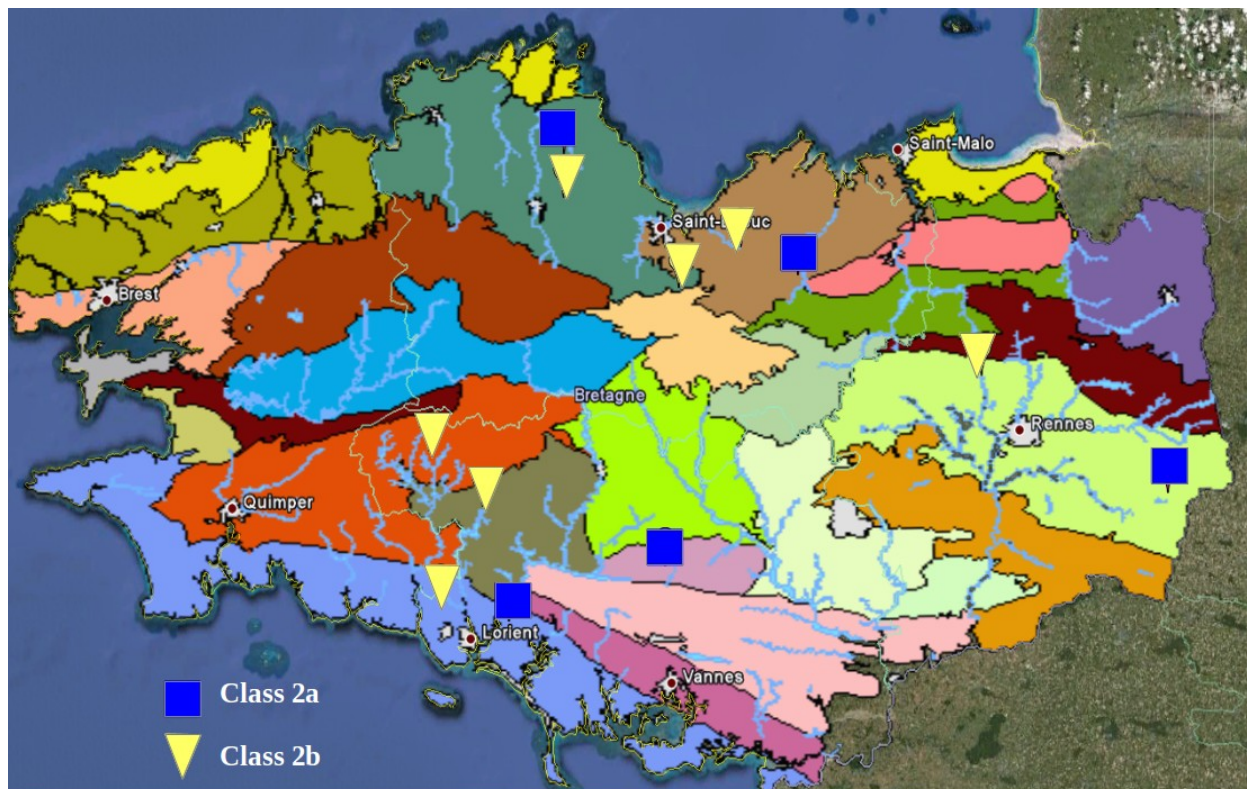 Saint-Malo
Brest
Bretagne
Rennes
Quimper
Lorient
Vannes
Class 2a
Class 2b